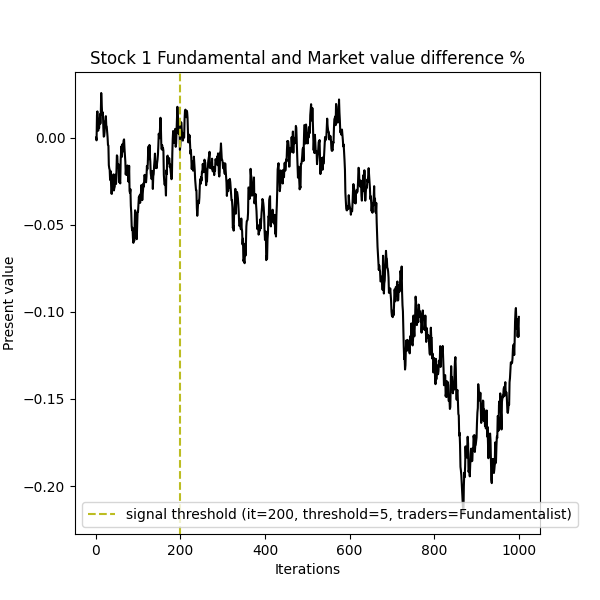 Stock 1 Fundamental and Market value difference %
Present value
0.00
−0.05
−0.10
−0.15
−0.20
signal threshold (it=200, threshold=5, traders=Fundamentalist)
0 200 400 600 800 1000
Iterations